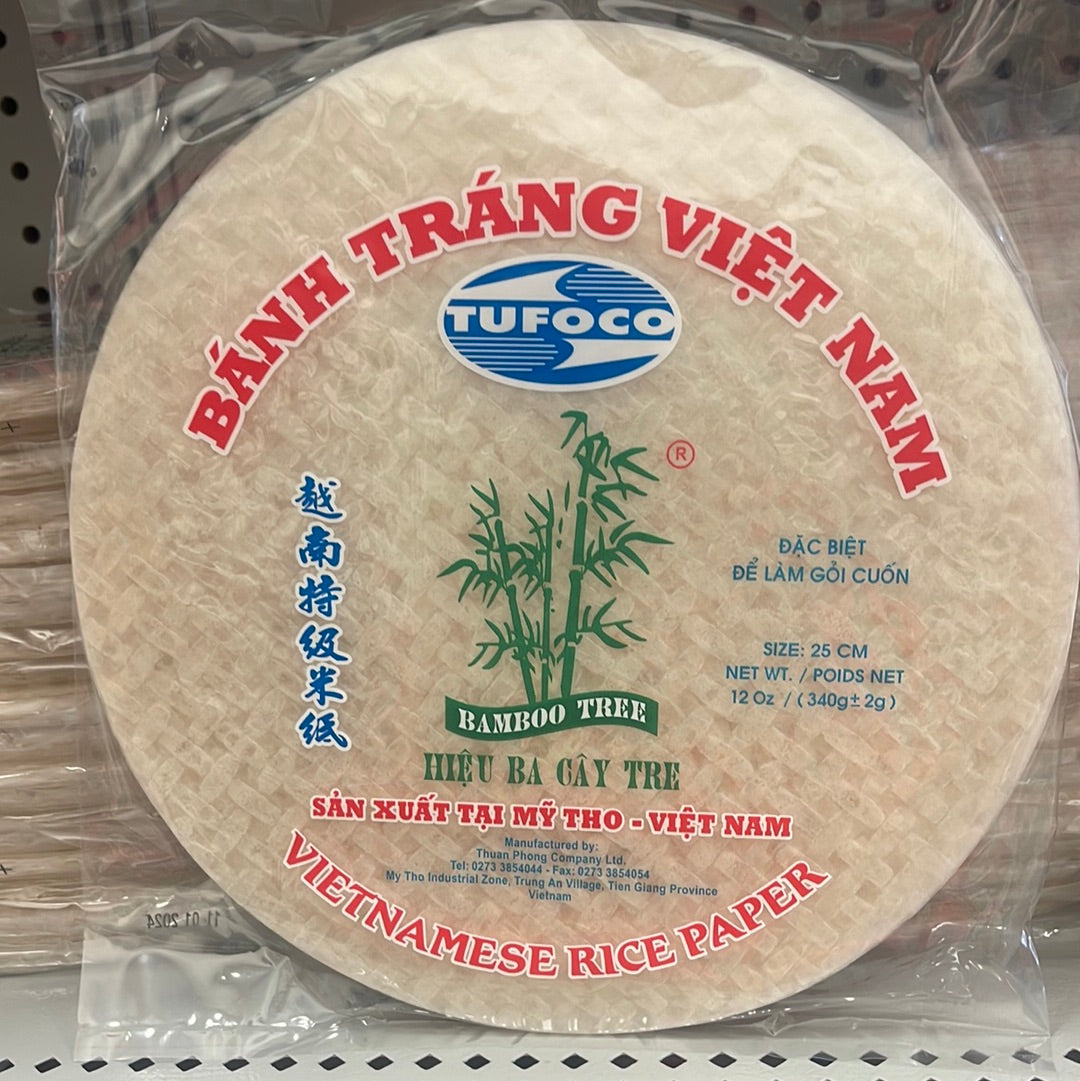 BÁNH TRÁNG VIỆT NAM
TUFOCO
®
越南特级米纸
ĐẶC BIỆT
ĐỂ LÀM GỎI CUỐN
SIZE: 25 CM
NET WT. / POIDS NET
12 Oz / ( 340g±2g )
BAMBOO TREE
HIỆU BA CÂY TRE
SẢN XUẤT TẠI MỸ THO - VIỆT NAM
Manufactured by:
Thuan Phong Company Ltd.
Tel: 0273 3854044 - Fax: 0273 3854054
My Tho Industrial Zone, Trung An Village, Tien Giang Province
Vietnam
VIETNAMESE RICE PAPER
11 01 2024